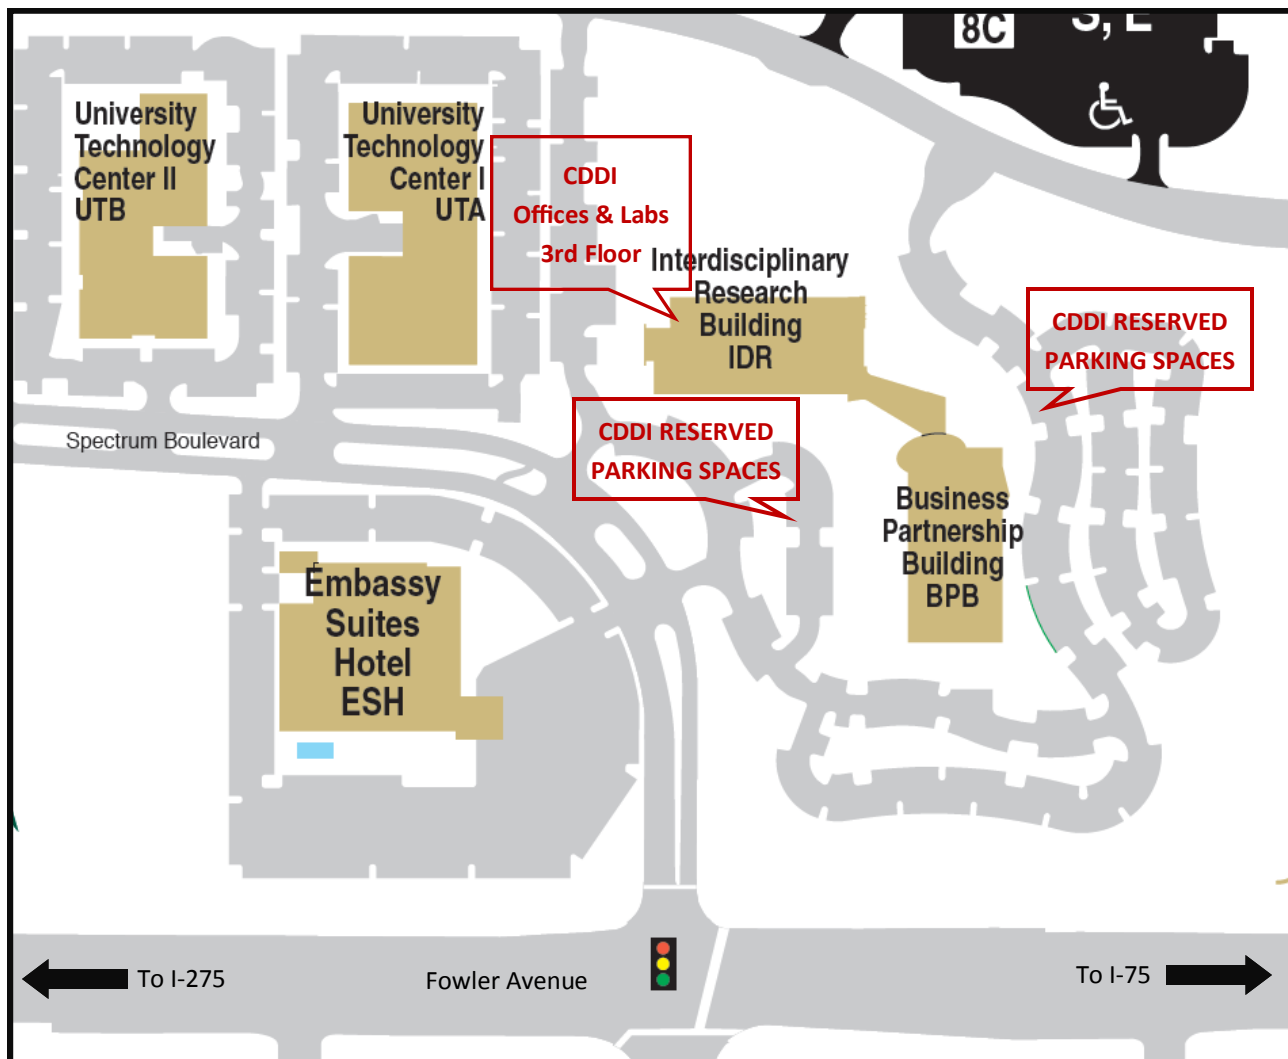 8C
S, E
University
Technology
Center II
UTB
University
Technology
Center I
UTA
CDDI
Offices & Labs
3rd Floor
Interdisciplinary
Research
Building
IDR
CDDI RESERVED
PARKING SPACES
CDDI RESERVED
PARKING SPACES
Spectrum Boulevard
Business
Partnership
Building
BPB
Embassy
Suites
Hotel
ESH
To I-275
Fowler Avenue
To I-75